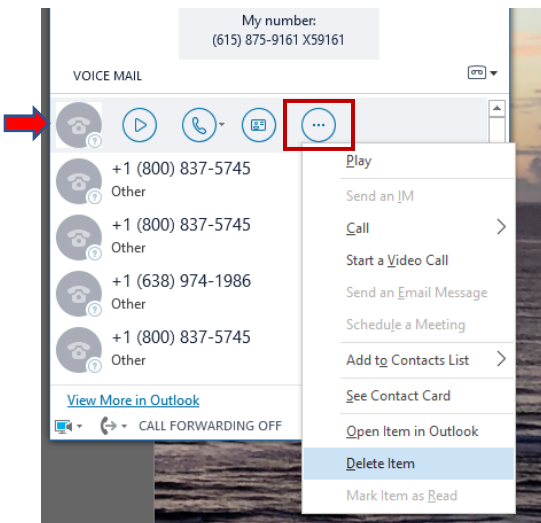 My number:
(615) 875-9161 X59161
VOICE MAIL
+1 (800) 837-5745
Other
+1 (800) 837-5745
Other
+1 (638) 974-1986
Other
+1 (800) 837-5745
Other
View More in Outlook
CALL FORWARDING OFF
Play
Send an IM
Call
Start a Video Call
Send an Email Message
Schedule a Meeting
Add to Contacts List
See Contact Card
Open Item in Outlook
Delete Item
Mark Item as Read